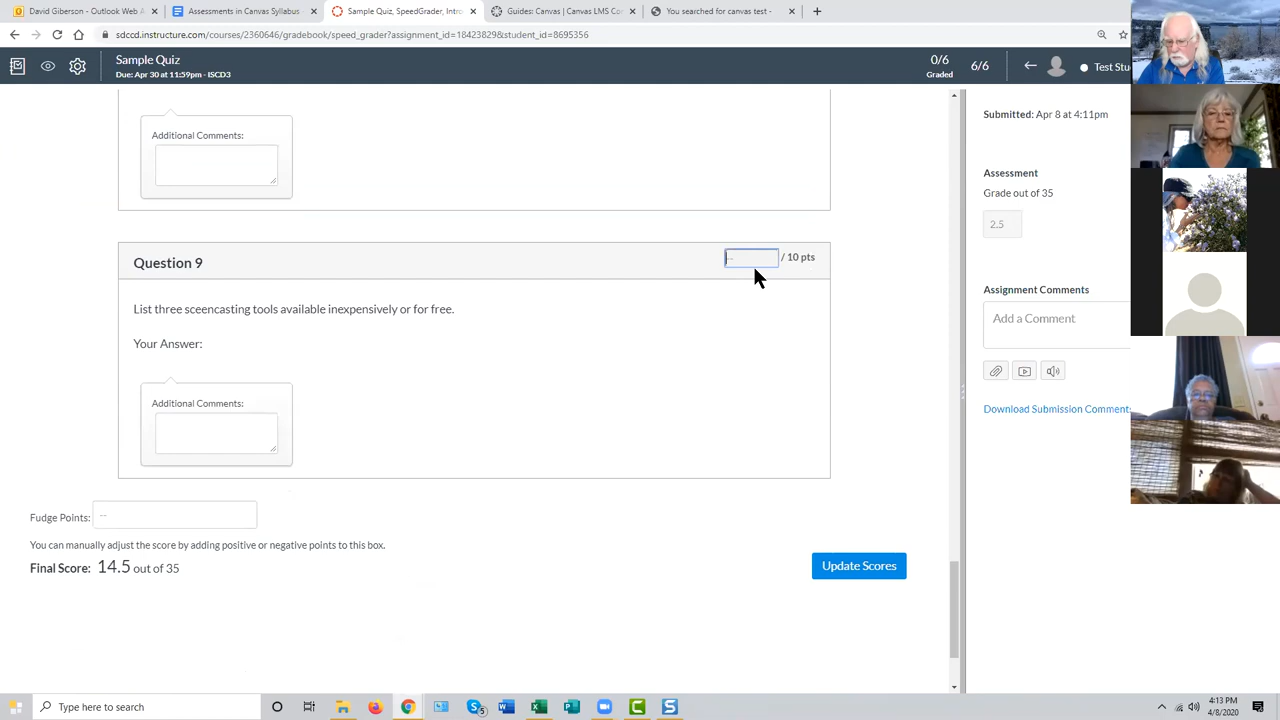 David Giberson - Outlook Web A
Assessments in Canvas Syllabus
Sample Quiz, SpeedGrader, Intro
Guides: Canvas | Canvas LMS Co
You searched for canvas test -
sdccd.instructure.com/courses/2360646/gradebook/speed_grader?assignment_id=18423829&student_id=8695356
Sample Quiz
Due: Apr 30 at 11:59pm - ISCD3
0/6
Graded
6/6
Test Stu
Additional Comments:
Submitted: Apr 8 at 4:11pm
Assessment
Grade out of 35
2.5
Question 9
-- / 10 pts
List three sceencasting tools available inexpensively or for free.
Your Answer:
Additional Comments:
Assignment Comments
Add a Comment
Download Submission Comments
Fudge Points: --
You can manually adjust the score by adding positive or negative points to this box.
Final Score: 14.5 out of 35
Update Scores
Type here to search
5
4:13 PM
4/8/2020